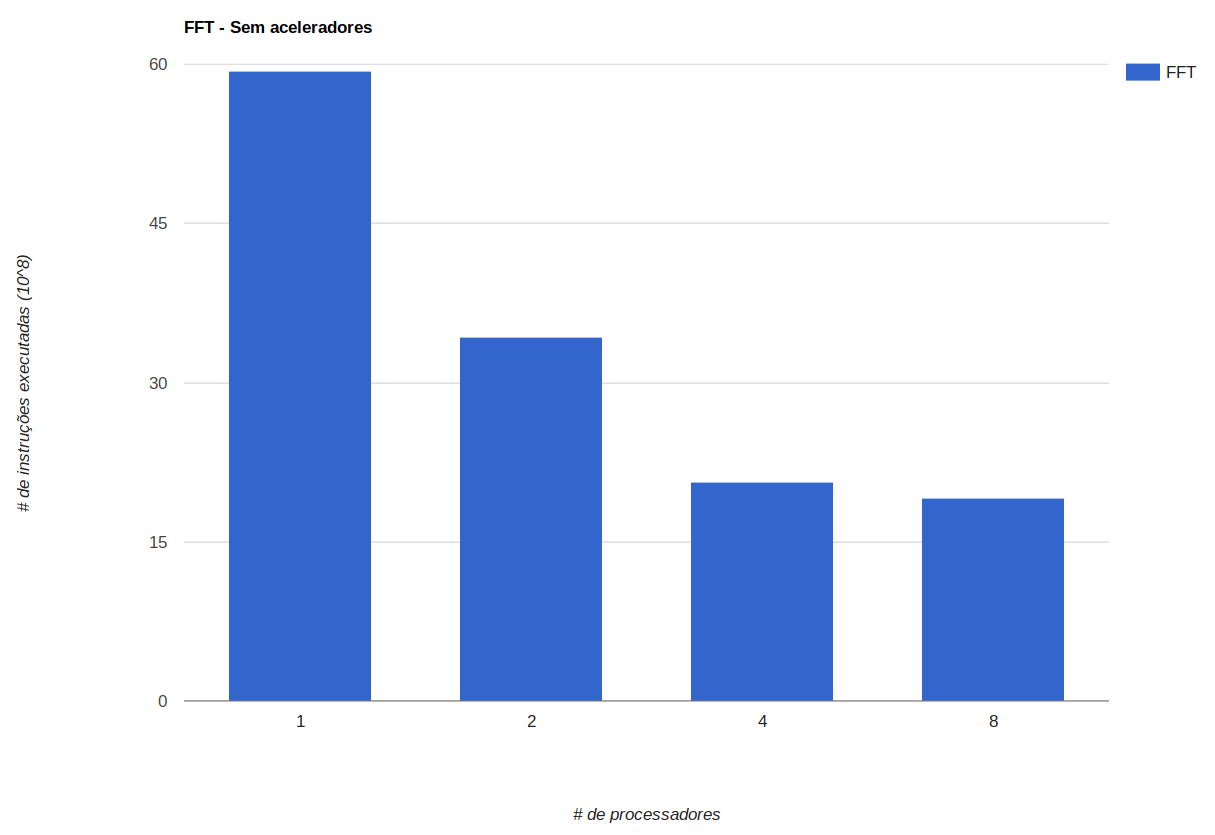 FFT - Sem aceleradores
FFT
60
45
30
15
0
# de instruções executadas (10^8)
1
2
4
8
# de processadores